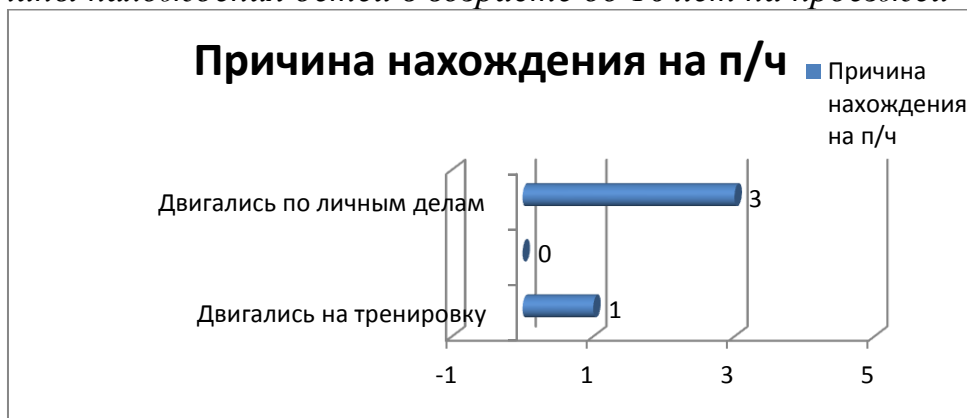 Причина нахождения на п/ч
Причина
нахождения
на п/ч
Двигались по личным делам
3
0
Двигались на тренировку
1
-1 1 3 5